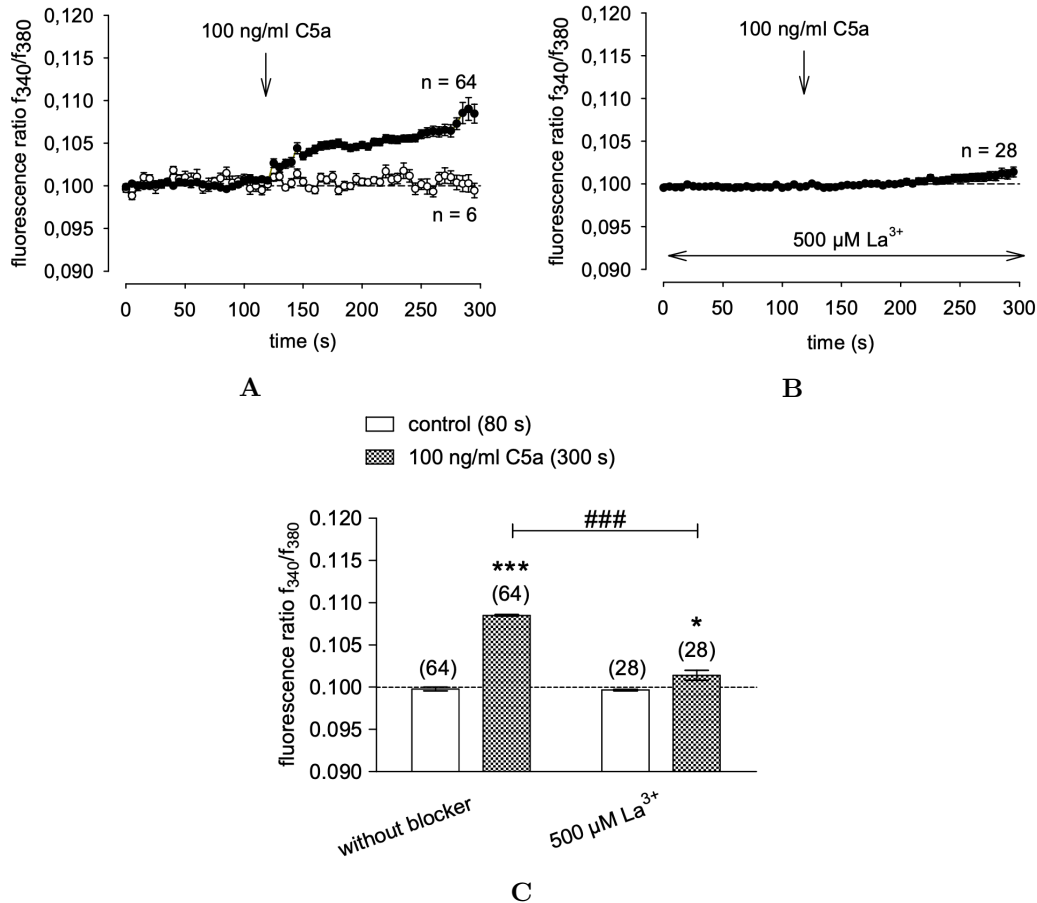 fluorescence ratio f340/f380
0,120
0,115
0,110
0,105
0,100
0,095
0,090
100 ng/ml C5a
n = 64
n = 6
0 50 100 150 200 250 300
time (s)
A
fluorescence ratio f340/f380
0,120
0,115
0,110
0,105
0,100
0,095
0,090
100 ng/ml C5a
n = 28
500 µM La³⁺
0 50 100 150 200 250 300
time (s)
B
control (80 s)
100 ng/ml C5a (300 s)
fluorescence ratio f340/f380
0.120
0.115
0.110
0.105
0.100
0.095
0.090
###
***
(64)
*
(64) (28) (28)
without blocker 500 µM La³⁺
C